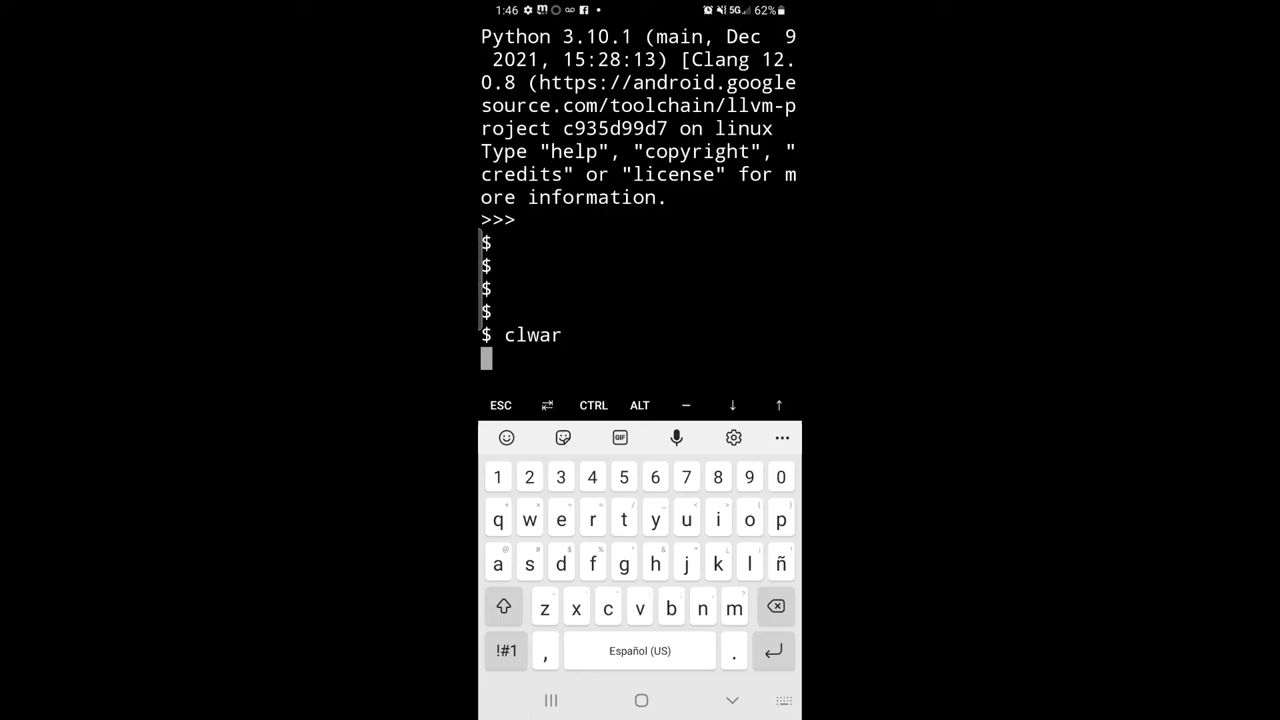 1:46 5G 62%
Python 3.10.1 (main, Dec  9
 2021, 15:28:13) [Clang 12.
0.8 (https://android.google
source.com/toolchain/llvm-p
roject c935d99d7 on linux
Type "help", "copyright", "
credits" or "license" for m
ore information.
>>>
$
$
$
$
$ clwar
ESC CTRL ALT – ↓ ↑
GIF
1 2 3 4 5 6 7 8 9 0
q w e r t y u i o p
a s d f g h j k l ñ
z x c v b n m
!#1 , Español (US) .